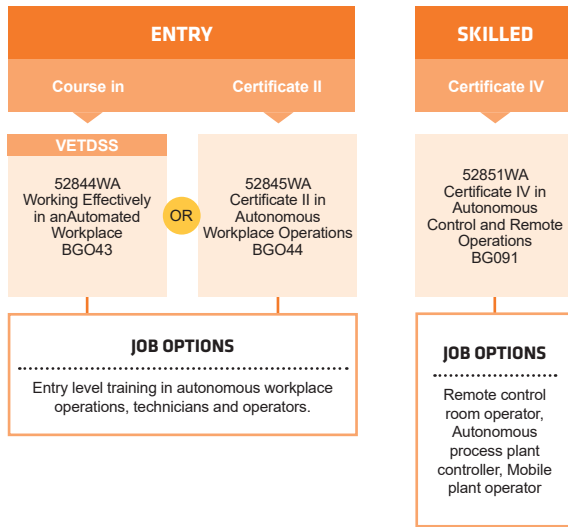 ENTRY
Course in
Certificate II
VETDSS
52844WA
Working Effectively
in anAutomated
Workplace
BGO43
OR
52845WA
Certificate II in
Autonomous
Workplace Operations
BGO44
JOB OPTIONS
Entry level training in autonomous workplace
operations, technicians and operators.
SKILLED
Certificate IV
52851WA
Certificate IV in
Autonomous
Control and Remote
Operations
BG091
JOB OPTIONS
Remote control
room operator,
Autonomous
process plant
controller, Mobile
plant operator